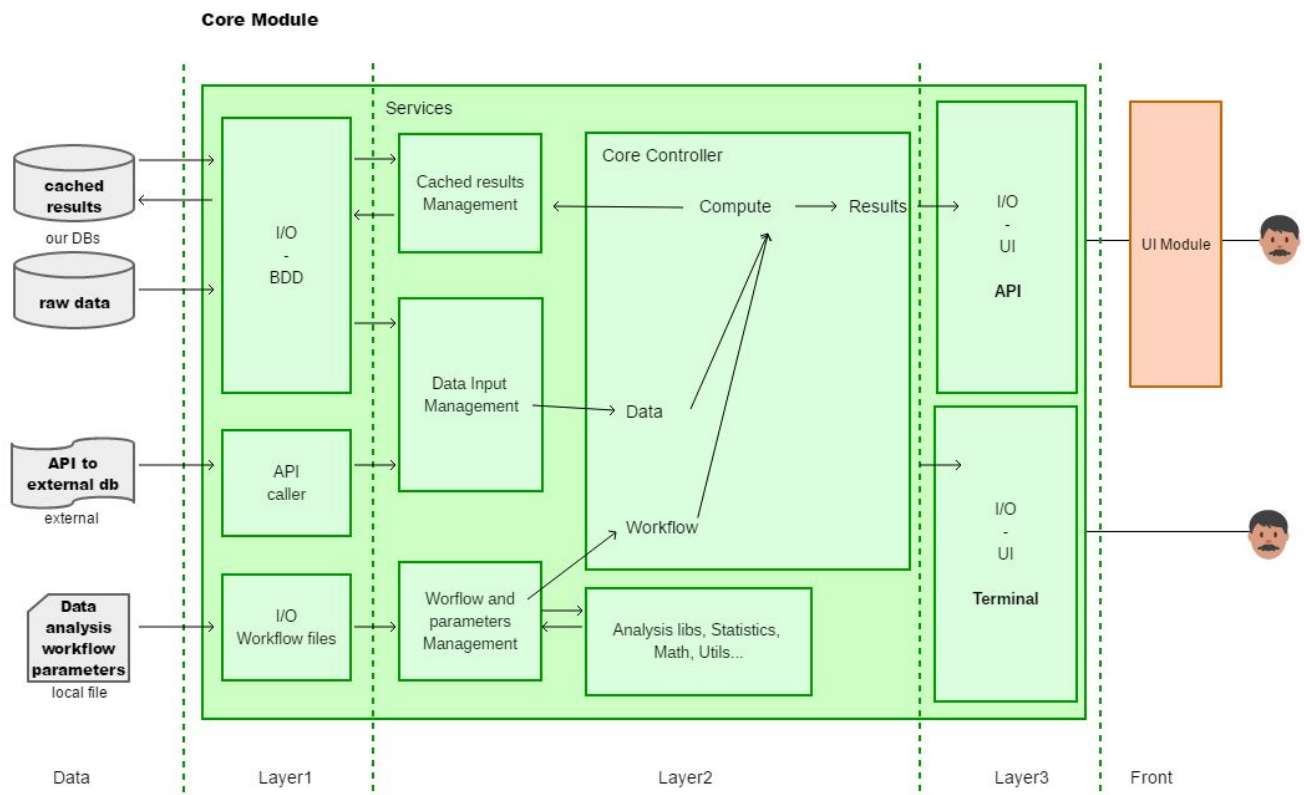 Core Module
Services
cached
results
our DBs
raw data
API to
external db
external
Data
analysis
workflow
parameters
local file
I/O
-
BDD
API
caller
I/O
Workflow files
Cached results
Management
Data Input
Management
Worflow and
parameters
Management
Core Controller
Compute
Results
Data
Workflow
Analysis libs, Statistics,
Math, Utils...
I/O
-
UI
API
I/O
-
UI
Terminal
UI Module
Data
Layer1
Layer2
Layer3
Front